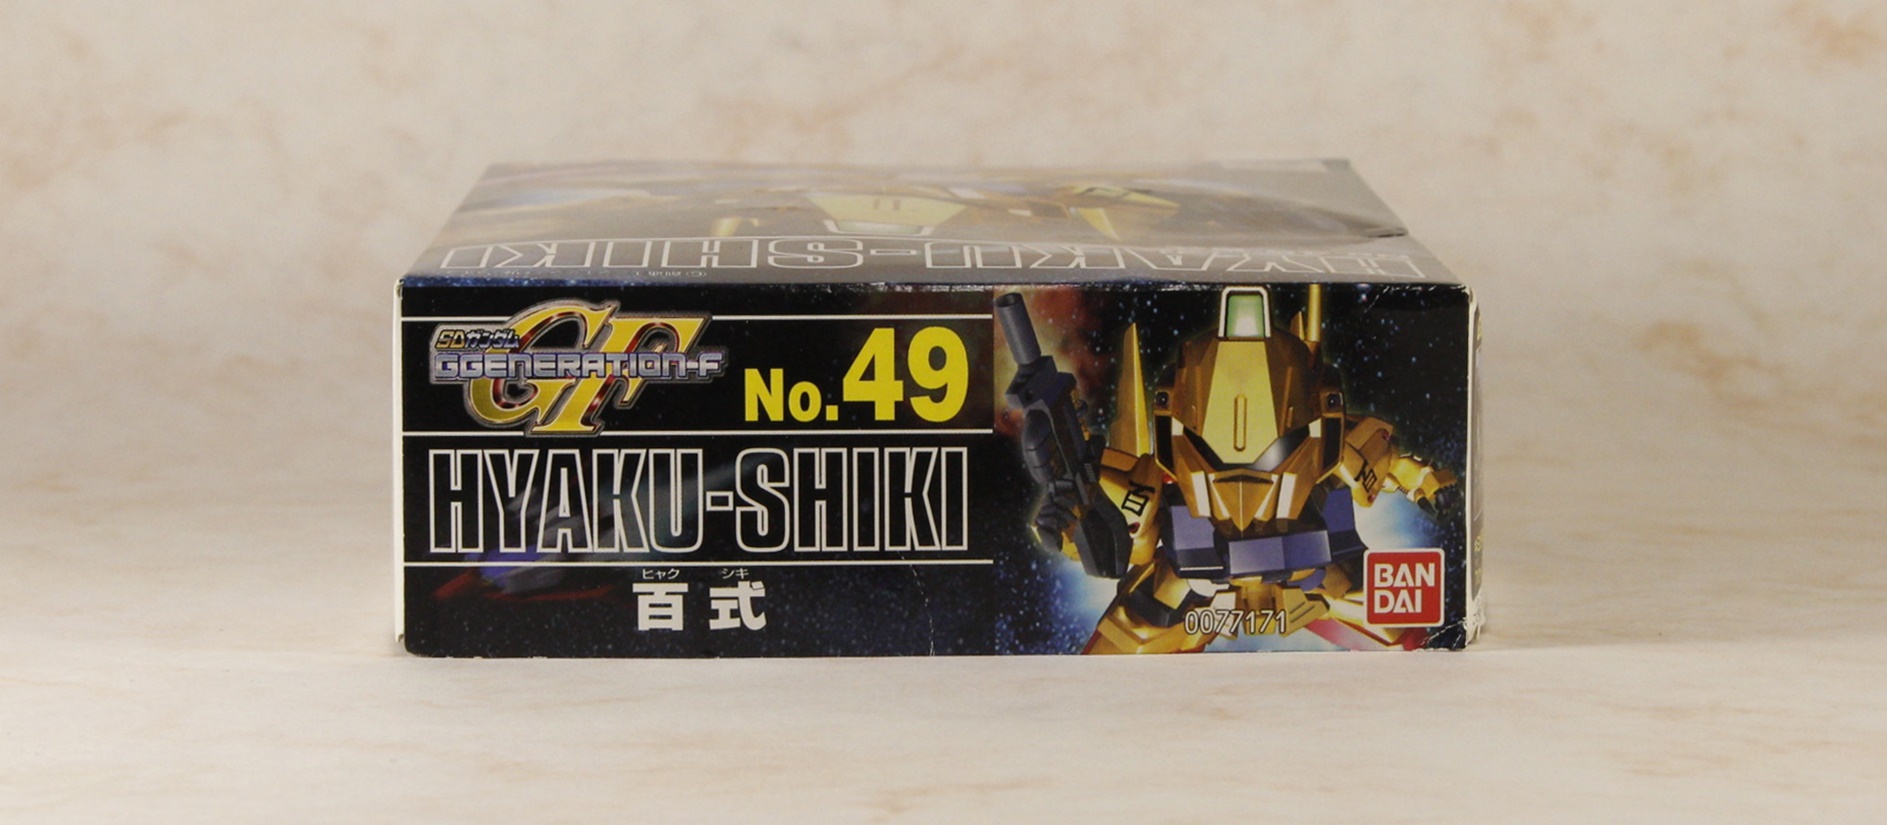 HYAKU-SHIKI
SDガンダム
GGENERATION-F
GF
No.49
HYAKU-SHIKI
ヒャク シキ
百式
百
0077171
BAN
DAI